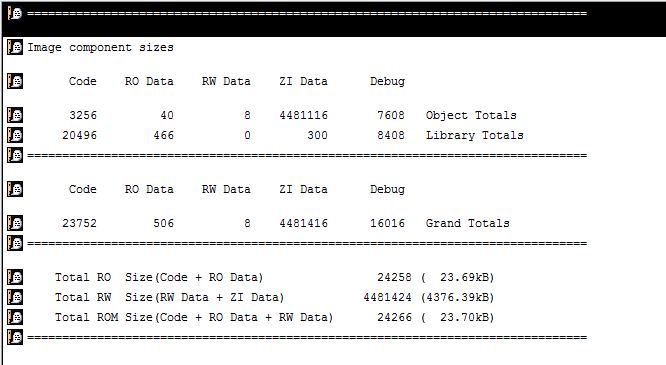 ==============================================================================
Image component sizes
Code RO Data RW Data ZI Data Debug
3256 40 8 4481116 7608 Object Totals
20496 466 0 300 8408 Library Totals
==============================================================================
Code RO Data RW Data ZI Data Debug
23752 506 8 4481416 16016 Grand Totals
==============================================================================
Total RO Size(Code + RO Data) 24258 ( 23.69kB)
Total RW Size(RW Data + ZI Data) 4481424 (4376.39kB)
Total ROM Size(Code + RO Data + RW Data) 24266 ( 23.70kB)
==============================================================================